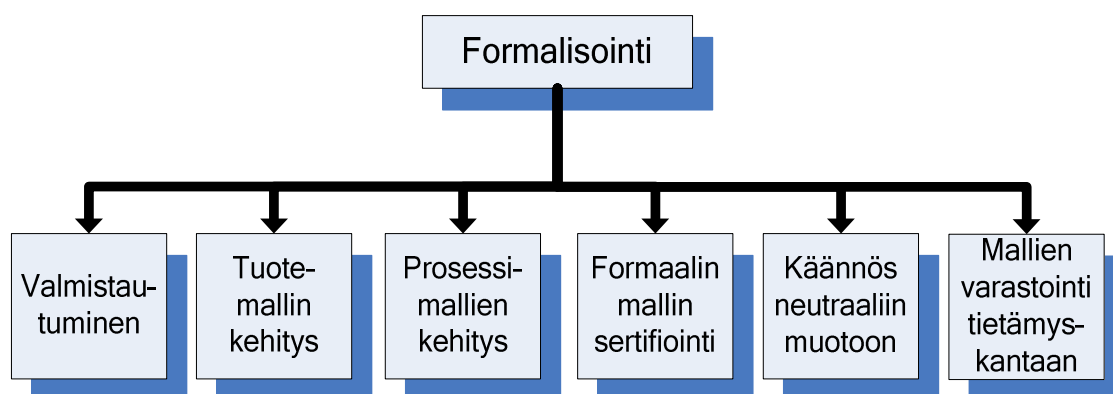 Formalisointi
Valmistau-
tuminen
Tuote-
mallin
kehitys
Prosessi-
mallien
kehitys
Formaalin
mallin
sertifiointi
Käännös
neutraaliin
muotoon
Mallien
varastointi
tietämys-
kantaan